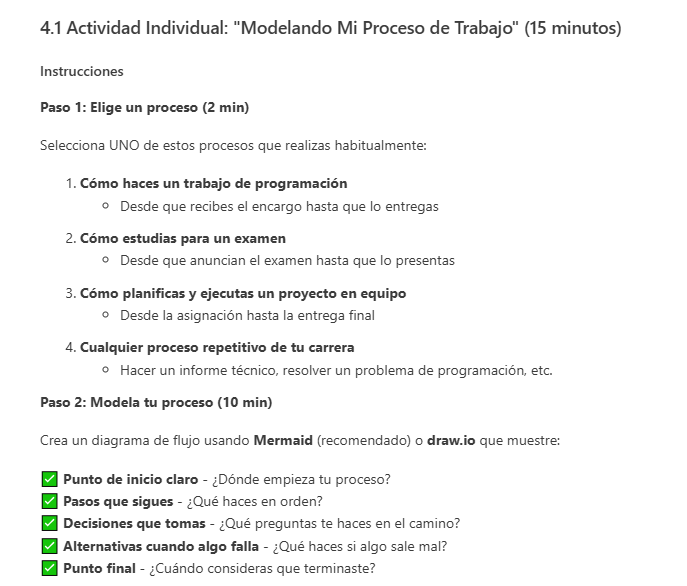 4.1 Actividad Individual: "Modelando Mi Proceso de Trabajo" (15 minutos)
Instrucciones
Paso 1: Elige un proceso (2 min)
Selecciona UNO de estos procesos que realizas habitualmente:
1. Cómo haces un trabajo de programación
Desde que recibes el encargo hasta que lo entregas
2. Cómo estudias para un examen
Desde que anuncian el examen hasta que lo presentas
3. Cómo planificas y ejecutas un proyecto en equipo
Desde la asignación hasta la entrega final
4. Cualquier proceso repetitivo de tu carrera
Hacer un informe técnico, resolver un problema de programación, etc.
Paso 2: Modela tu proceso (10 min)
Crea un diagrama de flujo usando Mermaid (recomendado) o draw.io que muestre:
✅ Punto de inicio claro - ¿Dónde empieza tu proceso?
✅ Pasos que sigues - ¿Qué haces en orden?
✅ Decisiones que tomas - ¿Qué preguntas te haces en el camino?
✅ Alternativas cuando algo falla - ¿Qué haces si algo sale mal?
✅ Punto final - ¿Cuándo consideras que terminaste?